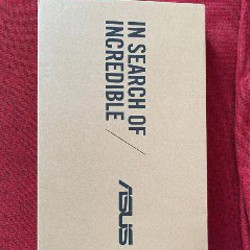 IN SEARCH OF
INCREDIBLE /
ASUS